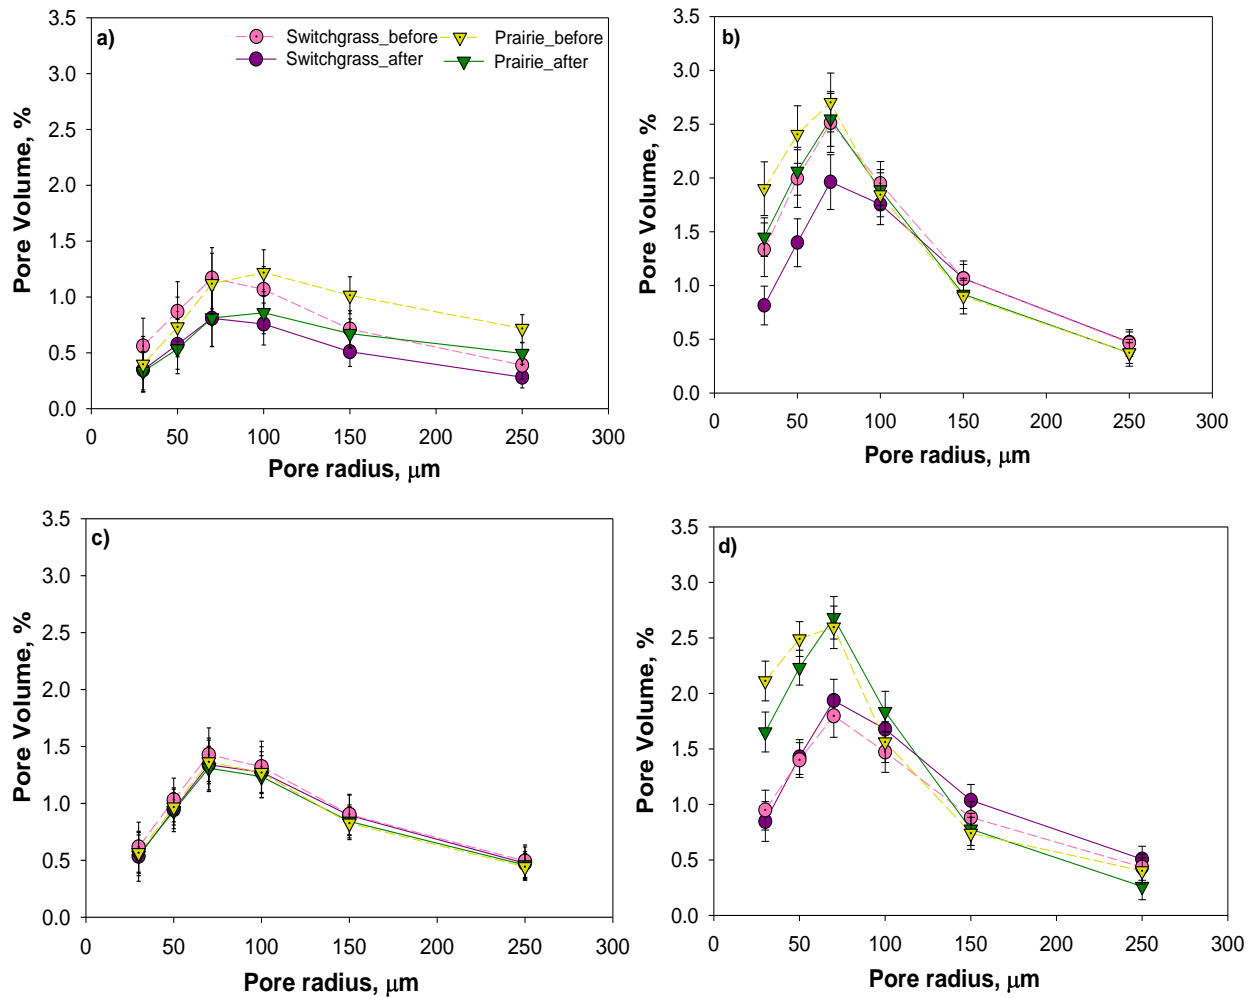 a)
Switchgrass_before
Prairie_before
Switchgrass_after
Prairie_after
Pore Volume, %
3.5
3.0
2.5
2.0
1.5
1.0
0.5
0.0
0 50 100 150 200 250 300
Pore radius, μm
b)
Pore Volume, %
3.5
3.0
2.5
2.0
1.5
1.0
0.5
0.0
0 50 100 150 200 250 300
Pore radius, μm
c)
Pore Volume, %
3.5
3.0
2.5
2.0
1.5
1.0
0.5
0.0
0 50 100 150 200 250 300
Pore radius, μm
d)
Pore Volume, %
3.5
3.0
2.5
2.0
1.5
1.0
0.5
0.0
0 50 100 150 200 250 300
Pore radius, μm